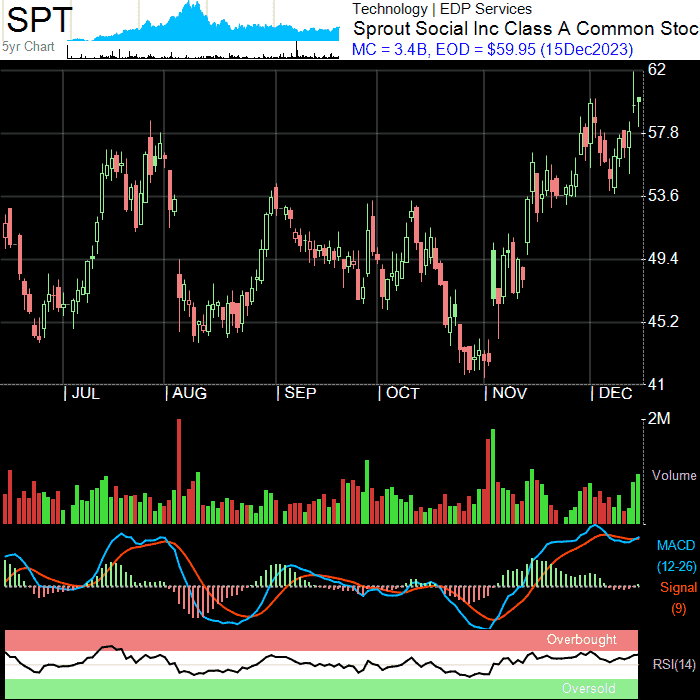 SPT
5yr Chart
Technology | EDP Services
Sprout Social Inc Class A Common Stoc
MC = 3.4B, EOD = $59.95 (15Dec2023)
62
57.8
53.6
49.4
45.2
41
| JUL | AUG | SEP | OCT | NOV | DEC
2M
Volume
MACD
(12-26)
Signal
(9)
Overbought
RSI(14)
Oversold